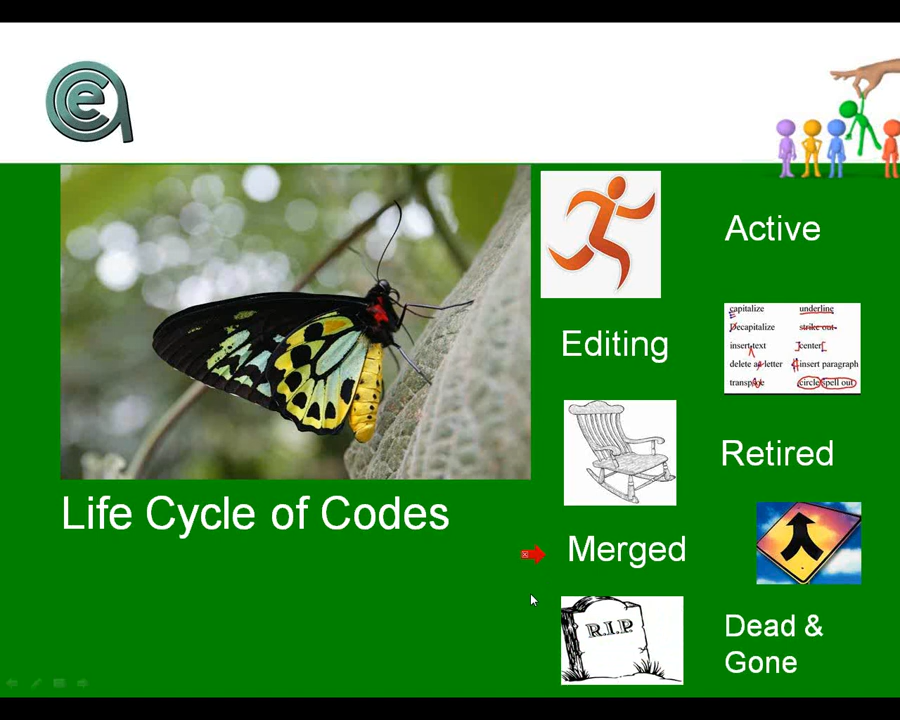 Active
capitalize
underline
Decapitalize
strike out
Editing
insert text
center
delete a letter
insert paragraph
transpose
circle spell out
Retired
Life Cycle of Codes
Merged
R.I.P.
Dead &
Gone